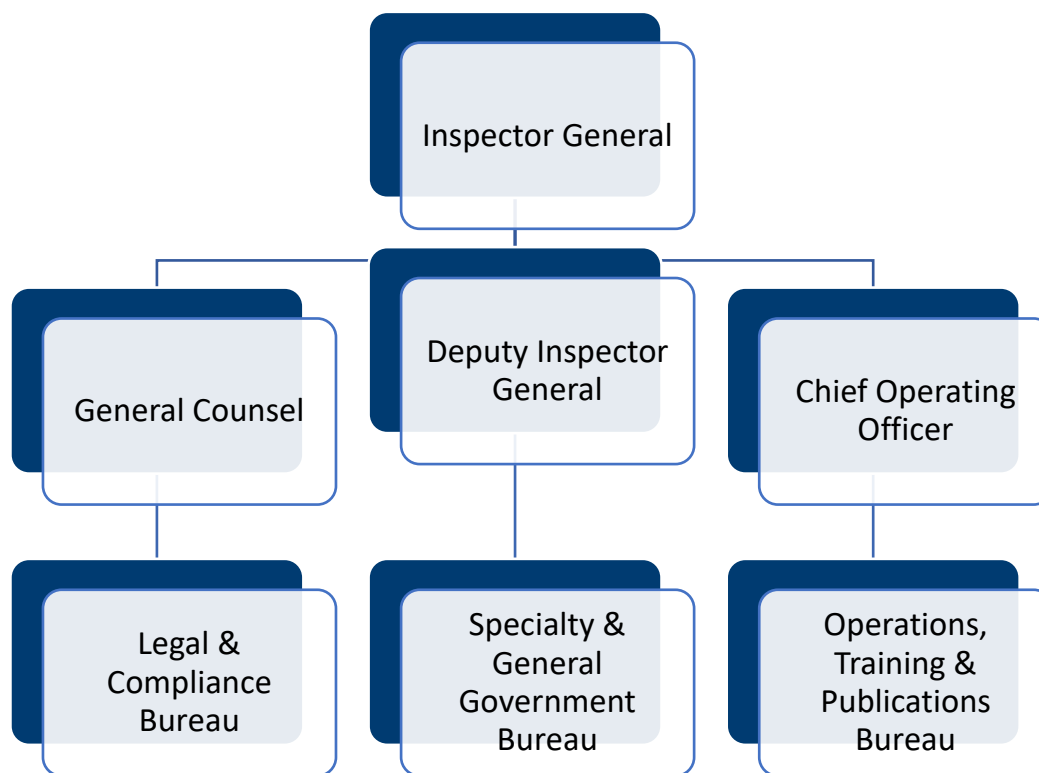 Inspector General
Deputy Inspector
General
General Counsel
Chief Operating
Officer
Legal &
Compliance
Bureau
Specialty &
General
Government
Bureau
Operations,
Training &
Publications
Bureau